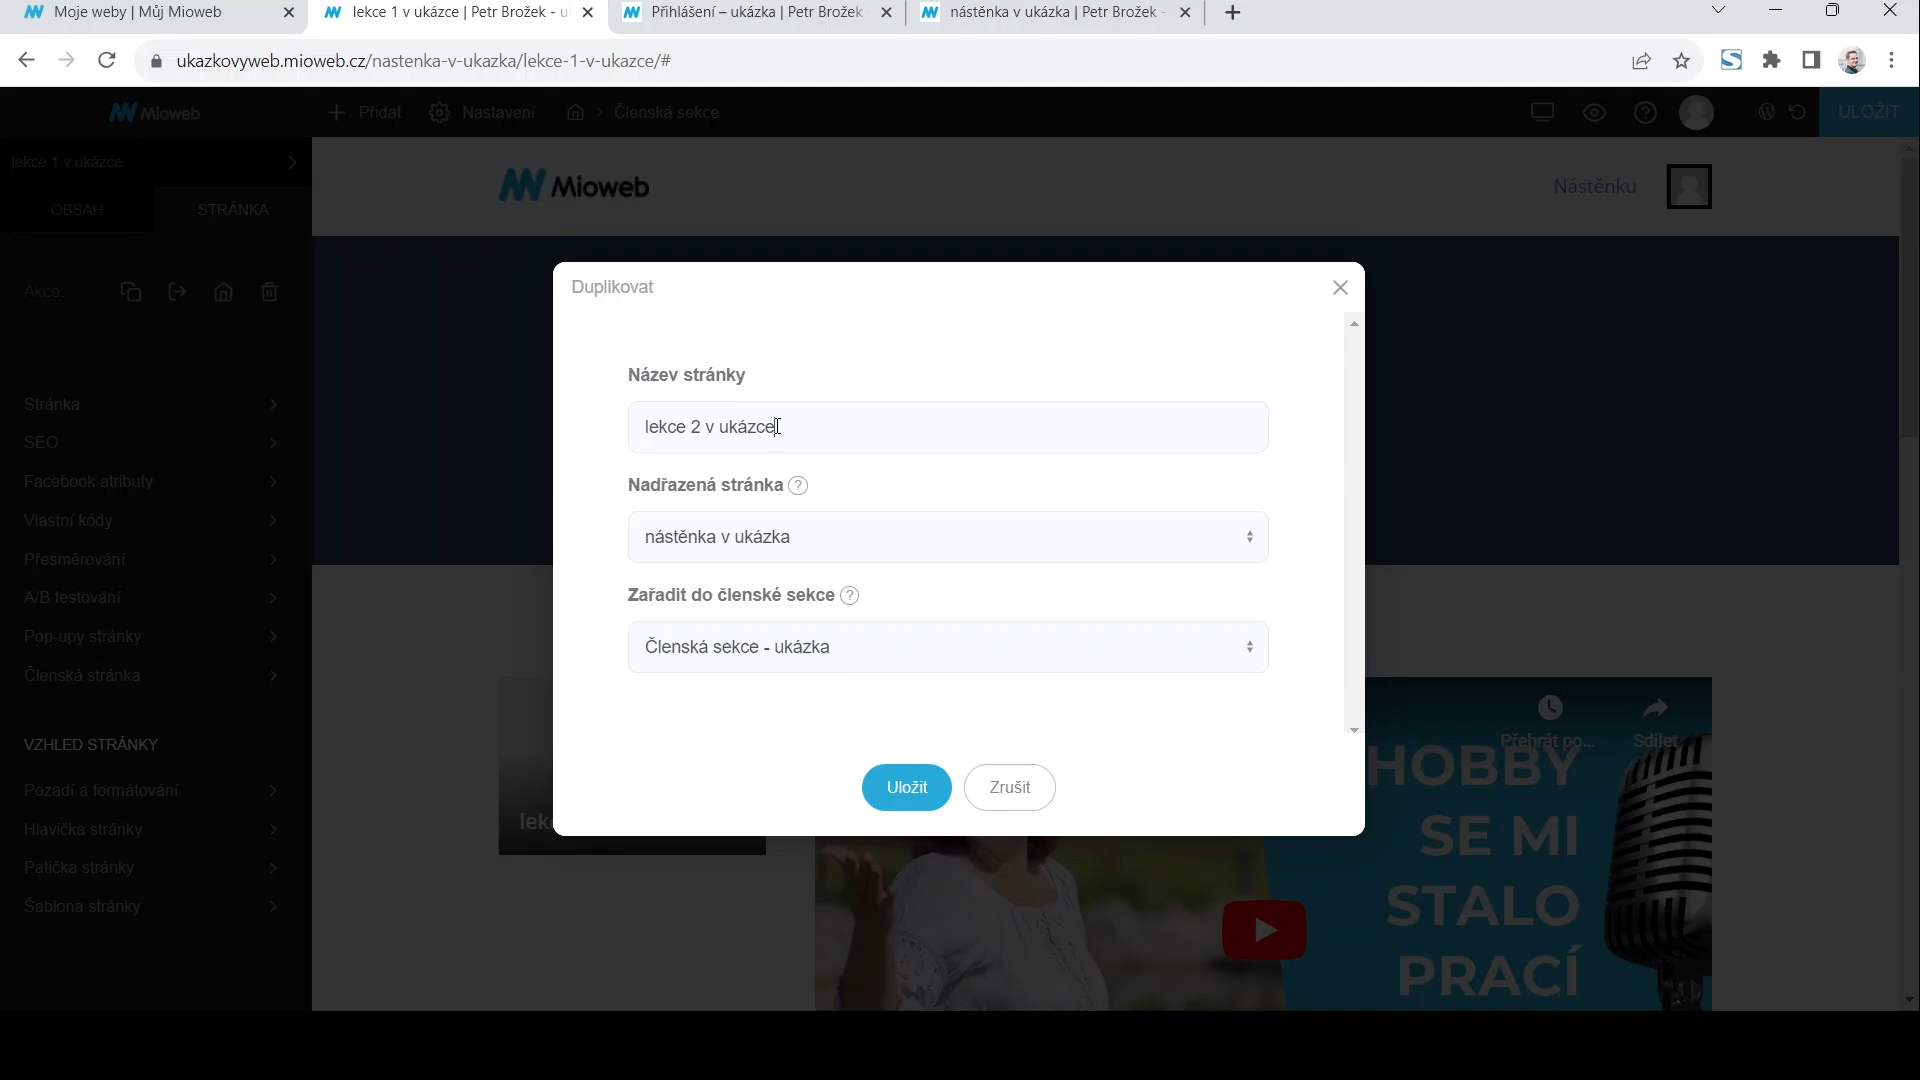 Moje weby | Můj Mioweb
lekce 1 v ukázce | Petr Brožek - u
Přihlášení – ukázka | Petr Brožek
nástěnka v ukázka | Petr Brožek -
ukazkovyweb.mioweb.cz/nastenka-v-ukazka/lekce-1-v-ukazce/#
Mioweb
Přidat
Nastavení
Členská sekce
ULOŽIT
lekce 1 v ukázce
OBSAH
STRÁNKA
Mioweb
Nástěnku
Akce:
Stránka
SEO
Facebook atributy
Vlastní kódy
Přesměrování
A/B testování
Pop-upy stránky
Členská stránka
VZHLED STRÁNKY
Pozadí a formátování
Hlavička stránky
Patička stránky
Šablona stránky
Duplikovat
Název stránky
lekce 2 v ukázce
Nadřazená stránka ?
nástěnka v ukázka
Zařadit do členské sekce ?
Členská sekce - ukázka
Uložit
Zrušit
lek
Přehrát po...
Sdílet
HOBBY
SE MI
STALO
PRACÍ